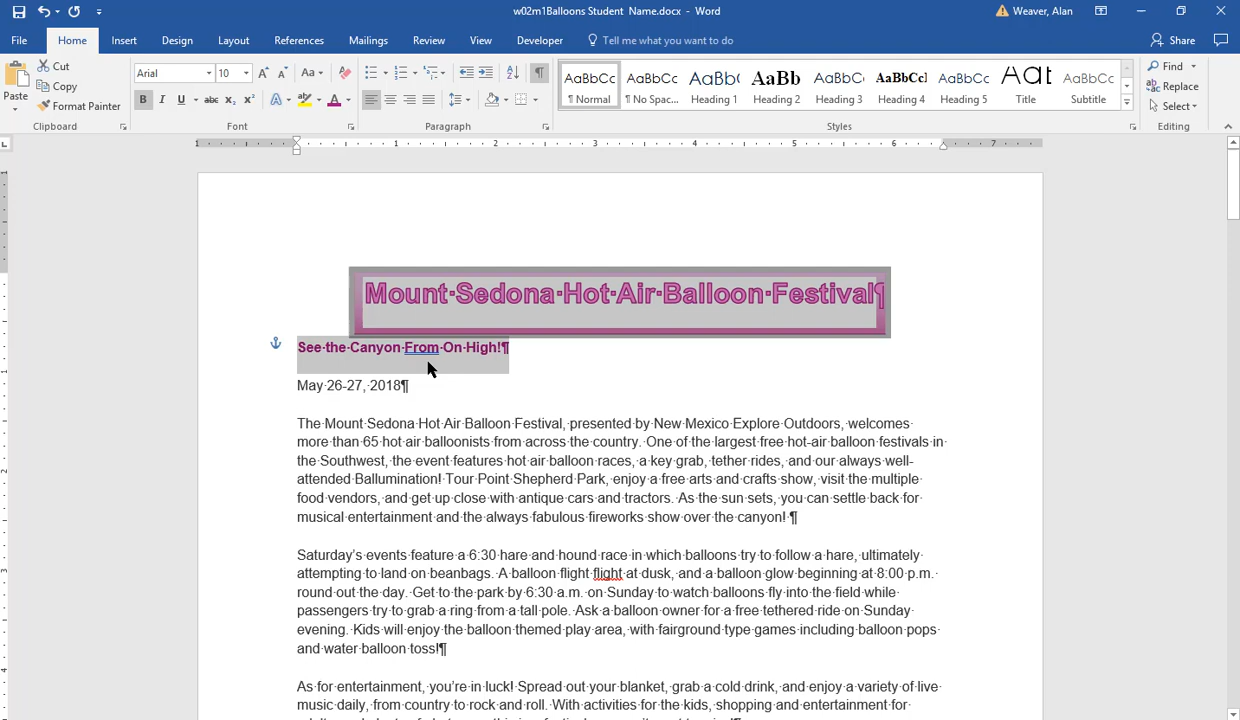 w02m1Balloons Student Name.docx - Word
Weaver, Alan
File Home Insert Design Layout References Mailings Review View Developer Tell me what you want to do Share
Paste
Cut
Copy
Format Painter
Clipboard
Arial 10
Aa
B I U abc X₂ X²
A A
Font
Paragraph
AaBbCc AaBbCc AaBbC AaBb AaBbCc AaBbCcI AaBbCc Aat AaBbCc
¶ Normal ¶ No Spac... Heading 1 Heading 2 Heading 3 Heading 4 Heading 5 Title Subtitle
Styles
Find
Replace
Select
Editing
1 1 2 3 4 5 6 7
Mount·Sedona·Hot·Air·Balloon·Festival¶
See·the·Canyon·From·On·High!¶
May·26-27,·2018¶
The·Mount·Sedona·Hot·Air·Balloon·Festival,·presented·by·New·Mexico·Explore·Outdoors,·welcomes·
more·than·65·hot·air·balloonists·from·across·the·country.·One·of·the·largest·free·hot-air·balloon·festivals·in·
the·Southwest,·the·event·features·hot·air·balloon·races,·a·key·grab,·tether·rides,·and·our·always·well-
attended·Ballumination!·Tour·Point·Shepherd·Park,·enjoy·a·free·arts·and·crafts·show,·visit·the·multiple·
food·vendors,·and·get·up·close·with·antique·cars·and·tractors.·As·the·sun·sets,·you·can·settle·back·for·
musical·entertainment·and·the·always·fabulous·fireworks·show·over·the·canyon!·¶
Saturday's·events·feature·a·6:30·hare·and·hound·race·in·which·balloons·try·to·follow·a·hare,·ultimately·
attempting·to·land·on·beanbags.·A·balloon·flight·flight·at·dusk,·and·a·balloon·glow·beginning·at·8:00·p.m.·
round·out·the·day.·Get·to·the·park·by·6:30·a.m.·on·Sunday·to·watch·balloons·fly·into·the·field·while·
passengers·try·to·grab·a·ring·from·a·tall·pole.·Ask·a·balloon·owner·for·a·free·tethered·ride·on·Sunday·
evening.·Kids·will·enjoy·the·balloon·themed·play·area,·with·fairground·type·games·including·balloon·pops·
and·water·balloon·toss!¶
As·for·entertainment,·you're·in·luck!·Spread·out·your·blanket,·grab·a·cold·drink,·and·enjoy·a·variety·of·live·
music·daily,·from·country·to·rock·and·roll.·With·activities·for·the·kids,·shopping·and·entertainment·for·